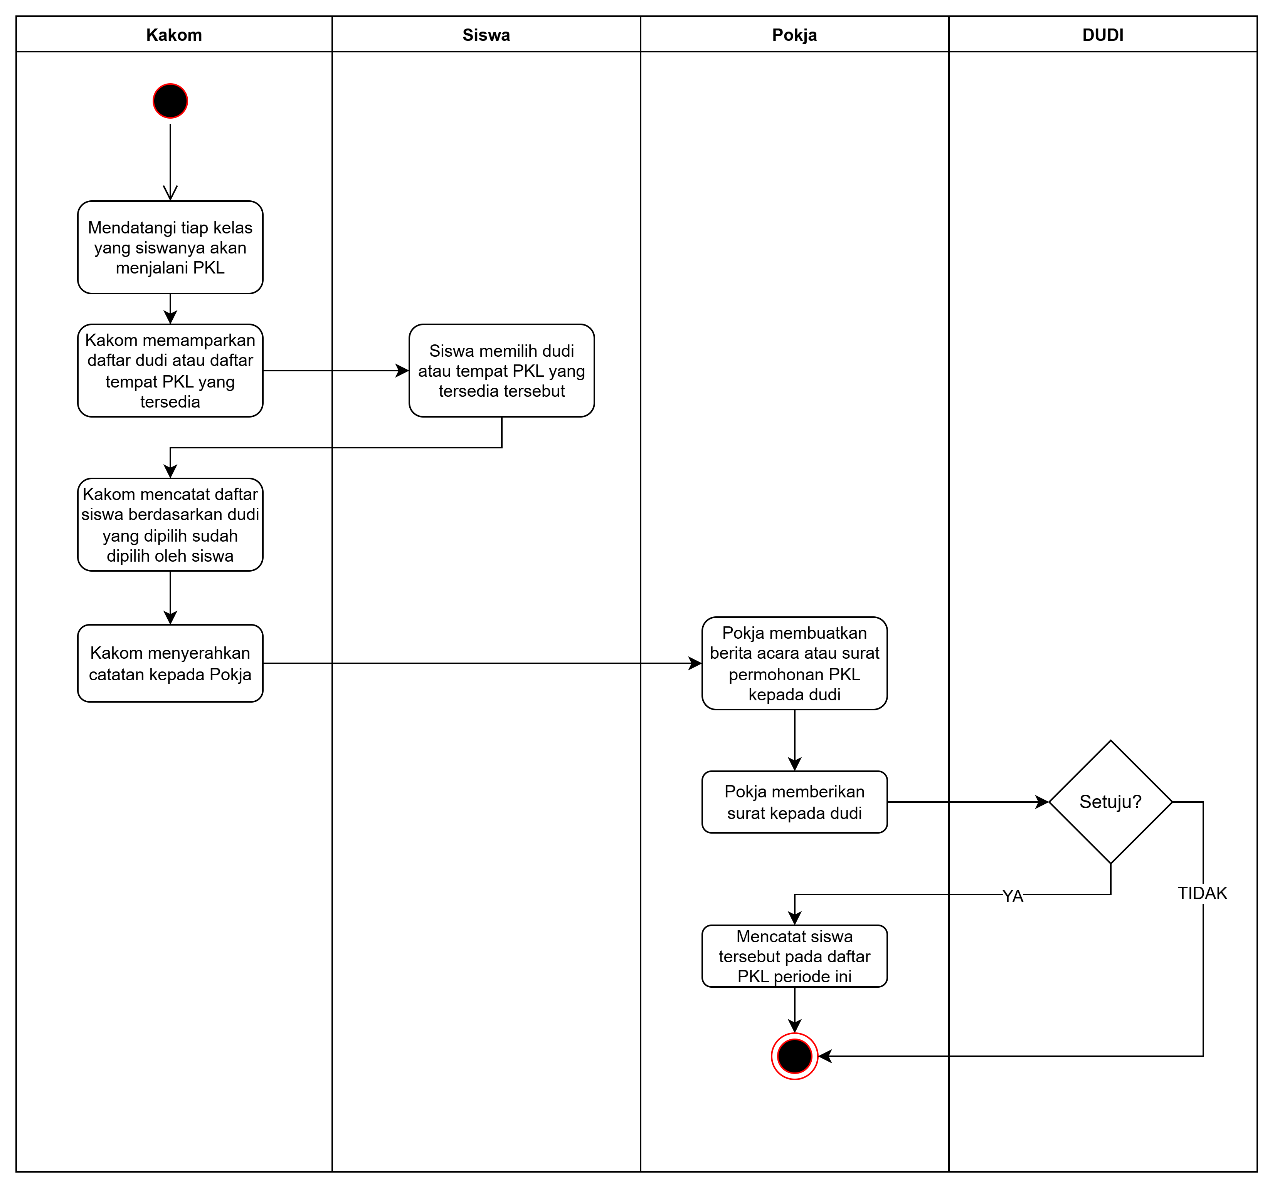 Kakom
Siswa
Pokja
DUDI
Mendatangi tiap kelas
yang siswanya akan
menjalani PKL
Kakom memamparkan
daftar dudi atau daftar
tempat PKL yang
tersedia
Siswa memilih dudi
atau tempat PKL yang
tersedia tersebut
Kakom mencatat daftar
siswa berdasarkan dudi
yang dipilih sudah
dipilih oleh siswa
Kakom menyerahkan
catatan kepada Pokja
Pokja membuatkan
berita acara atau surat
permohonan PKL
kepada dudi
Pokja memberikan
surat kepada dudi
Setuju?
YA
TIDAK
Mencatat siswa
tersebut pada daftar
PKL periode ini